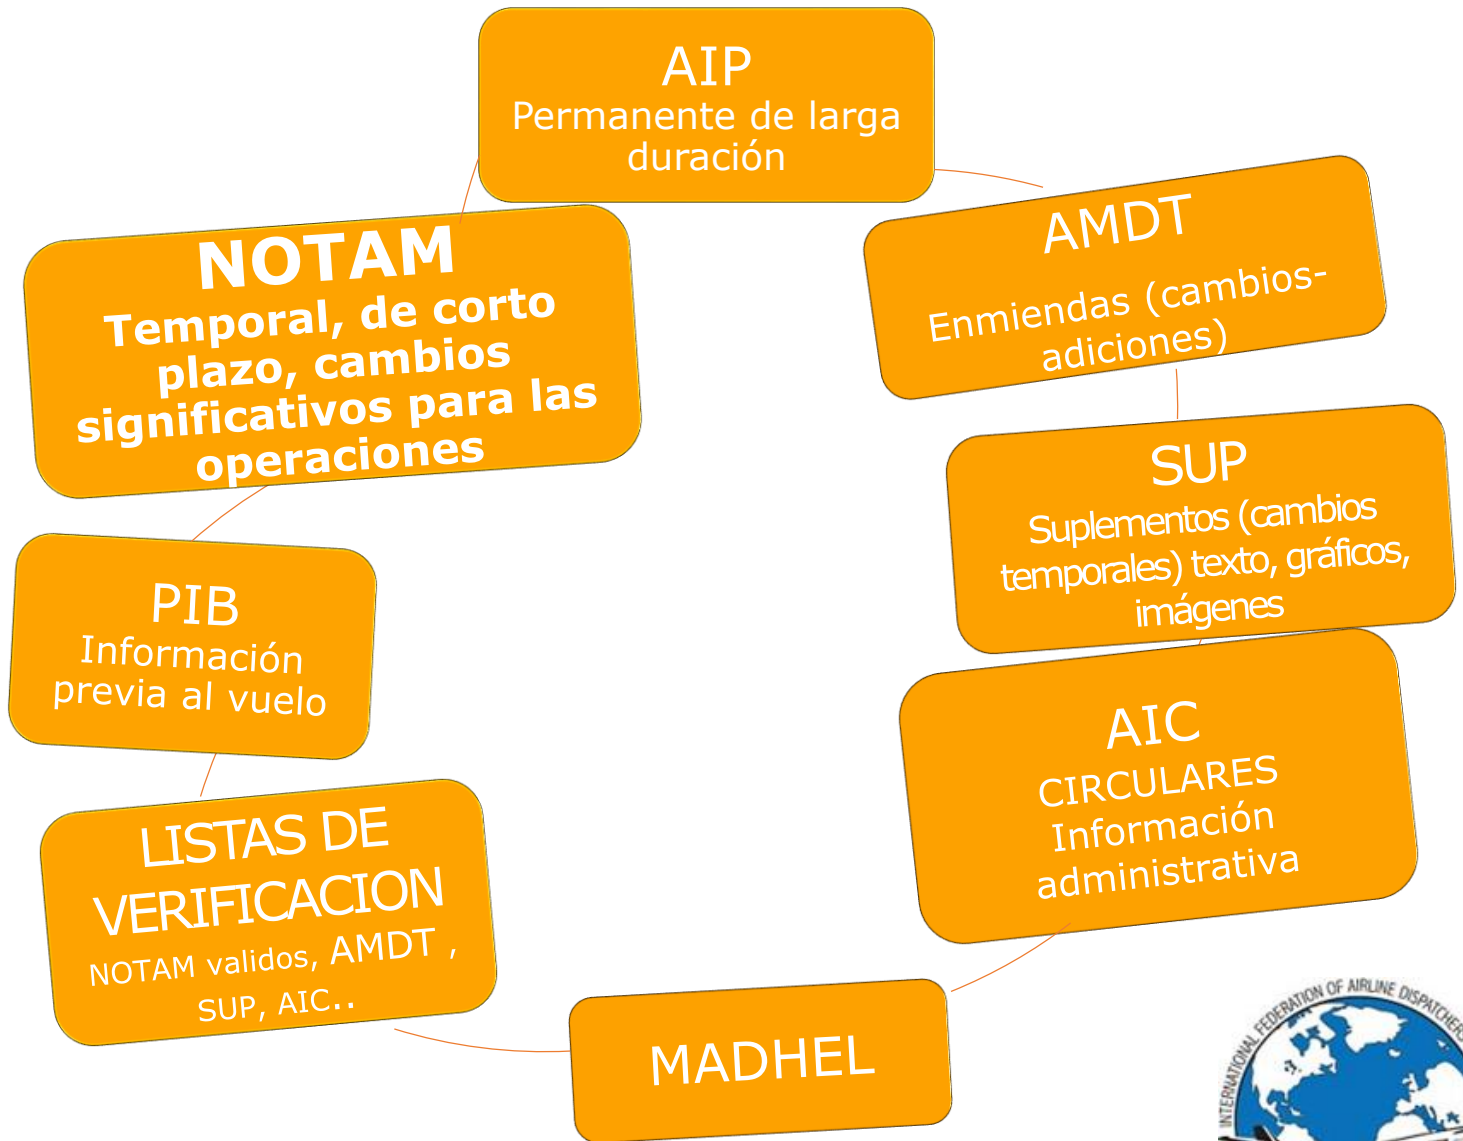 AIP
Permanente de larga
duración
AMDT
Enmiendas (cambios-
adiciones)
SUP
Suplementos (cambios
temporales) texto, gráficos,
imágenes
AIC
CIRCULARES
Información
administrativa
MADHEL
LISTAS DE
VERIFICACION
NOTAM validos, AMDT ,
SUP, AIC..
PIB
Información
previa al vuelo
NOTAM
Temporal, de corto
plazo, cambios
significativos para las
operaciones
INTERNATIONAL FEDERATION OF AIRLINE DISPATCHERS